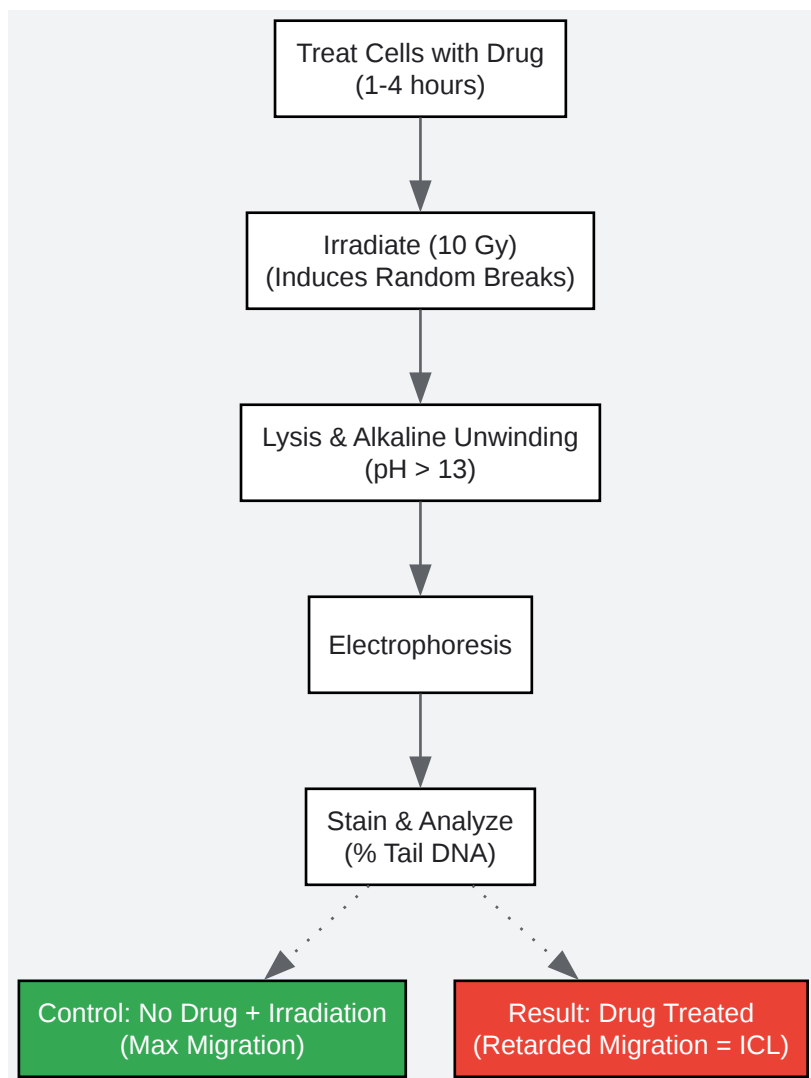 Treat Cells with Drug
(1-4 hours)
Irradiate (10 Gy)
(Induces Random Breaks)
Lysis & Alkaline Unwinding
(pH > 13)
Electrophoresis
Stain & Analyze
(% Tail DNA)
Control: No Drug + Irradiation
(Max Migration)
Result: Drug Treated
(Retarded Migration = ICL)